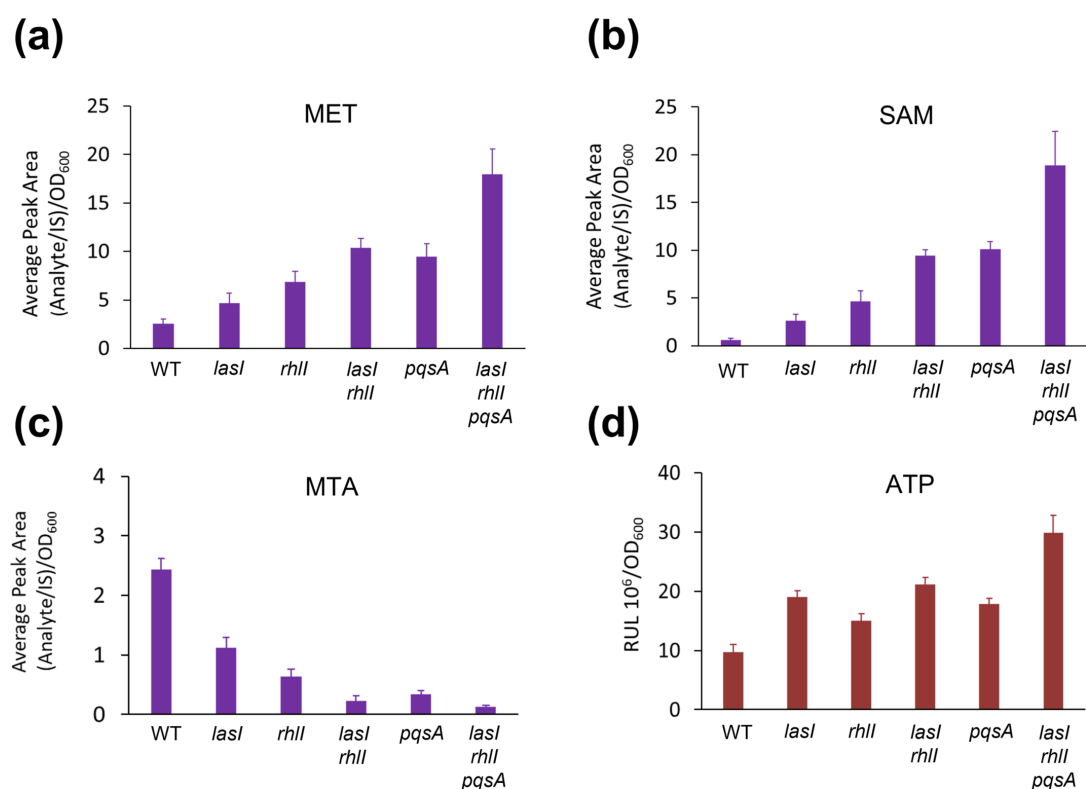 (a)
MET
Average Peak Area
(Analyte/IS)/OD600
25
20
15
10
5
0
WT
lasI
rhlI
lasI
rhlI
pqsA
lasI
rhlI
pqsA
(b)
SAM
Average Peak Area
(Analyte/IS)/OD600
25
20
15
10
5
0
WT
lasI
rhlI
lasI
rhlI
pqsA
lasI
rhlI
pqsA
(c)
MTA
Average Peak Area
(Analyte/IS)/OD600
4
3
2
1
0
WT
lasI
rhlI
lasI
rhlI
pqsA
lasI
rhlI
pqsA
(d)
ATP
RUL 10⁶/OD600
40
30
20
10
0
WT
lasI
rhlI
lasI
rhlI
pqsA
lasI
rhlI
pqsA